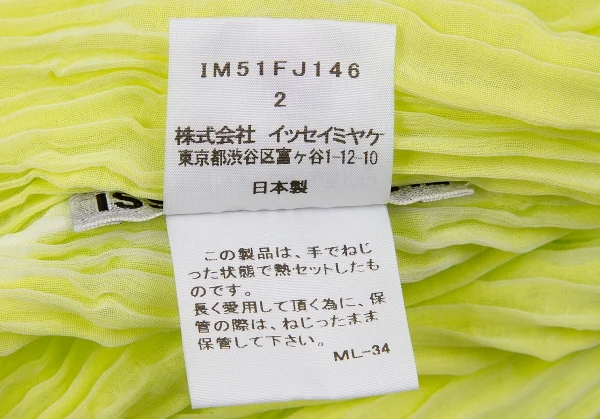 IM51FJ146
2
株式会社 イッセイミヤケ
東京都渋谷区富ヶ谷1-12-10
日本製
この製品は、手でねじ
った状態で熱セットしたも
のです。
長く愛用して頂く為に、保
管の際は、ねじったまま
保管して下さい。
ML-34